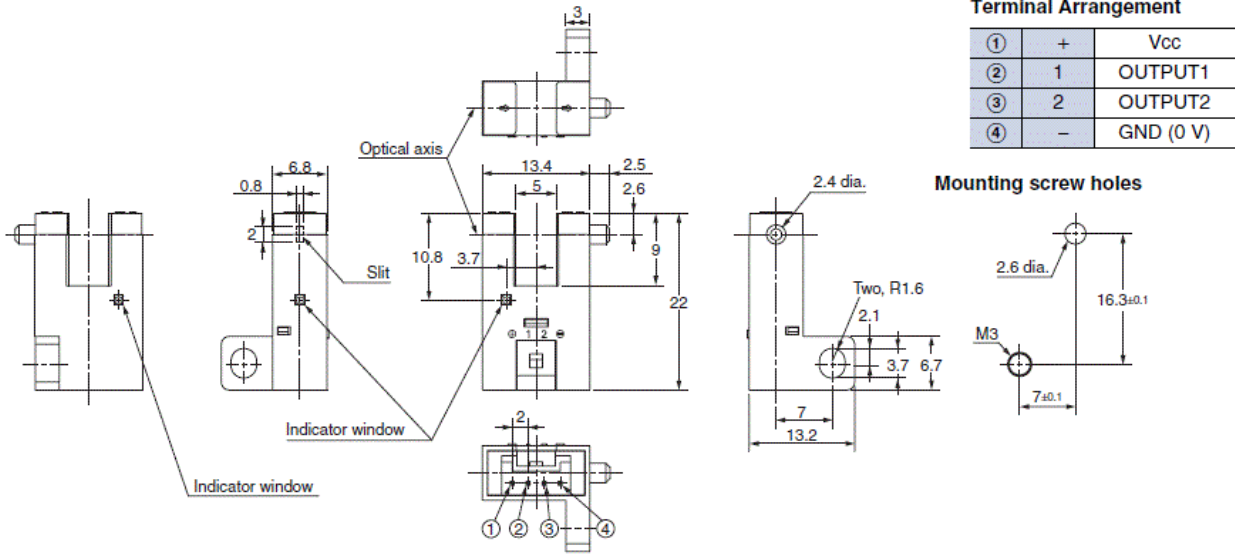 Terminal Arrangement
① + Vcc
② 1 OUTPUT1
③ 2 OUTPUT2
④ – GND (0 V)
3
Optical axis
6.8
0.8
2
Slit
13.4
2.5
5
2.6
10.8
3.7
9
22
⊕ 1 2 ⊖
Indicator window
Indicator window
2
① ② ③ ④
2.4 dia.
Two, R1.6
2.1
3.7
6.7
7
13.2
Mounting screw holes
2.6 dia.
16.3±0.1
M3
7±0.1